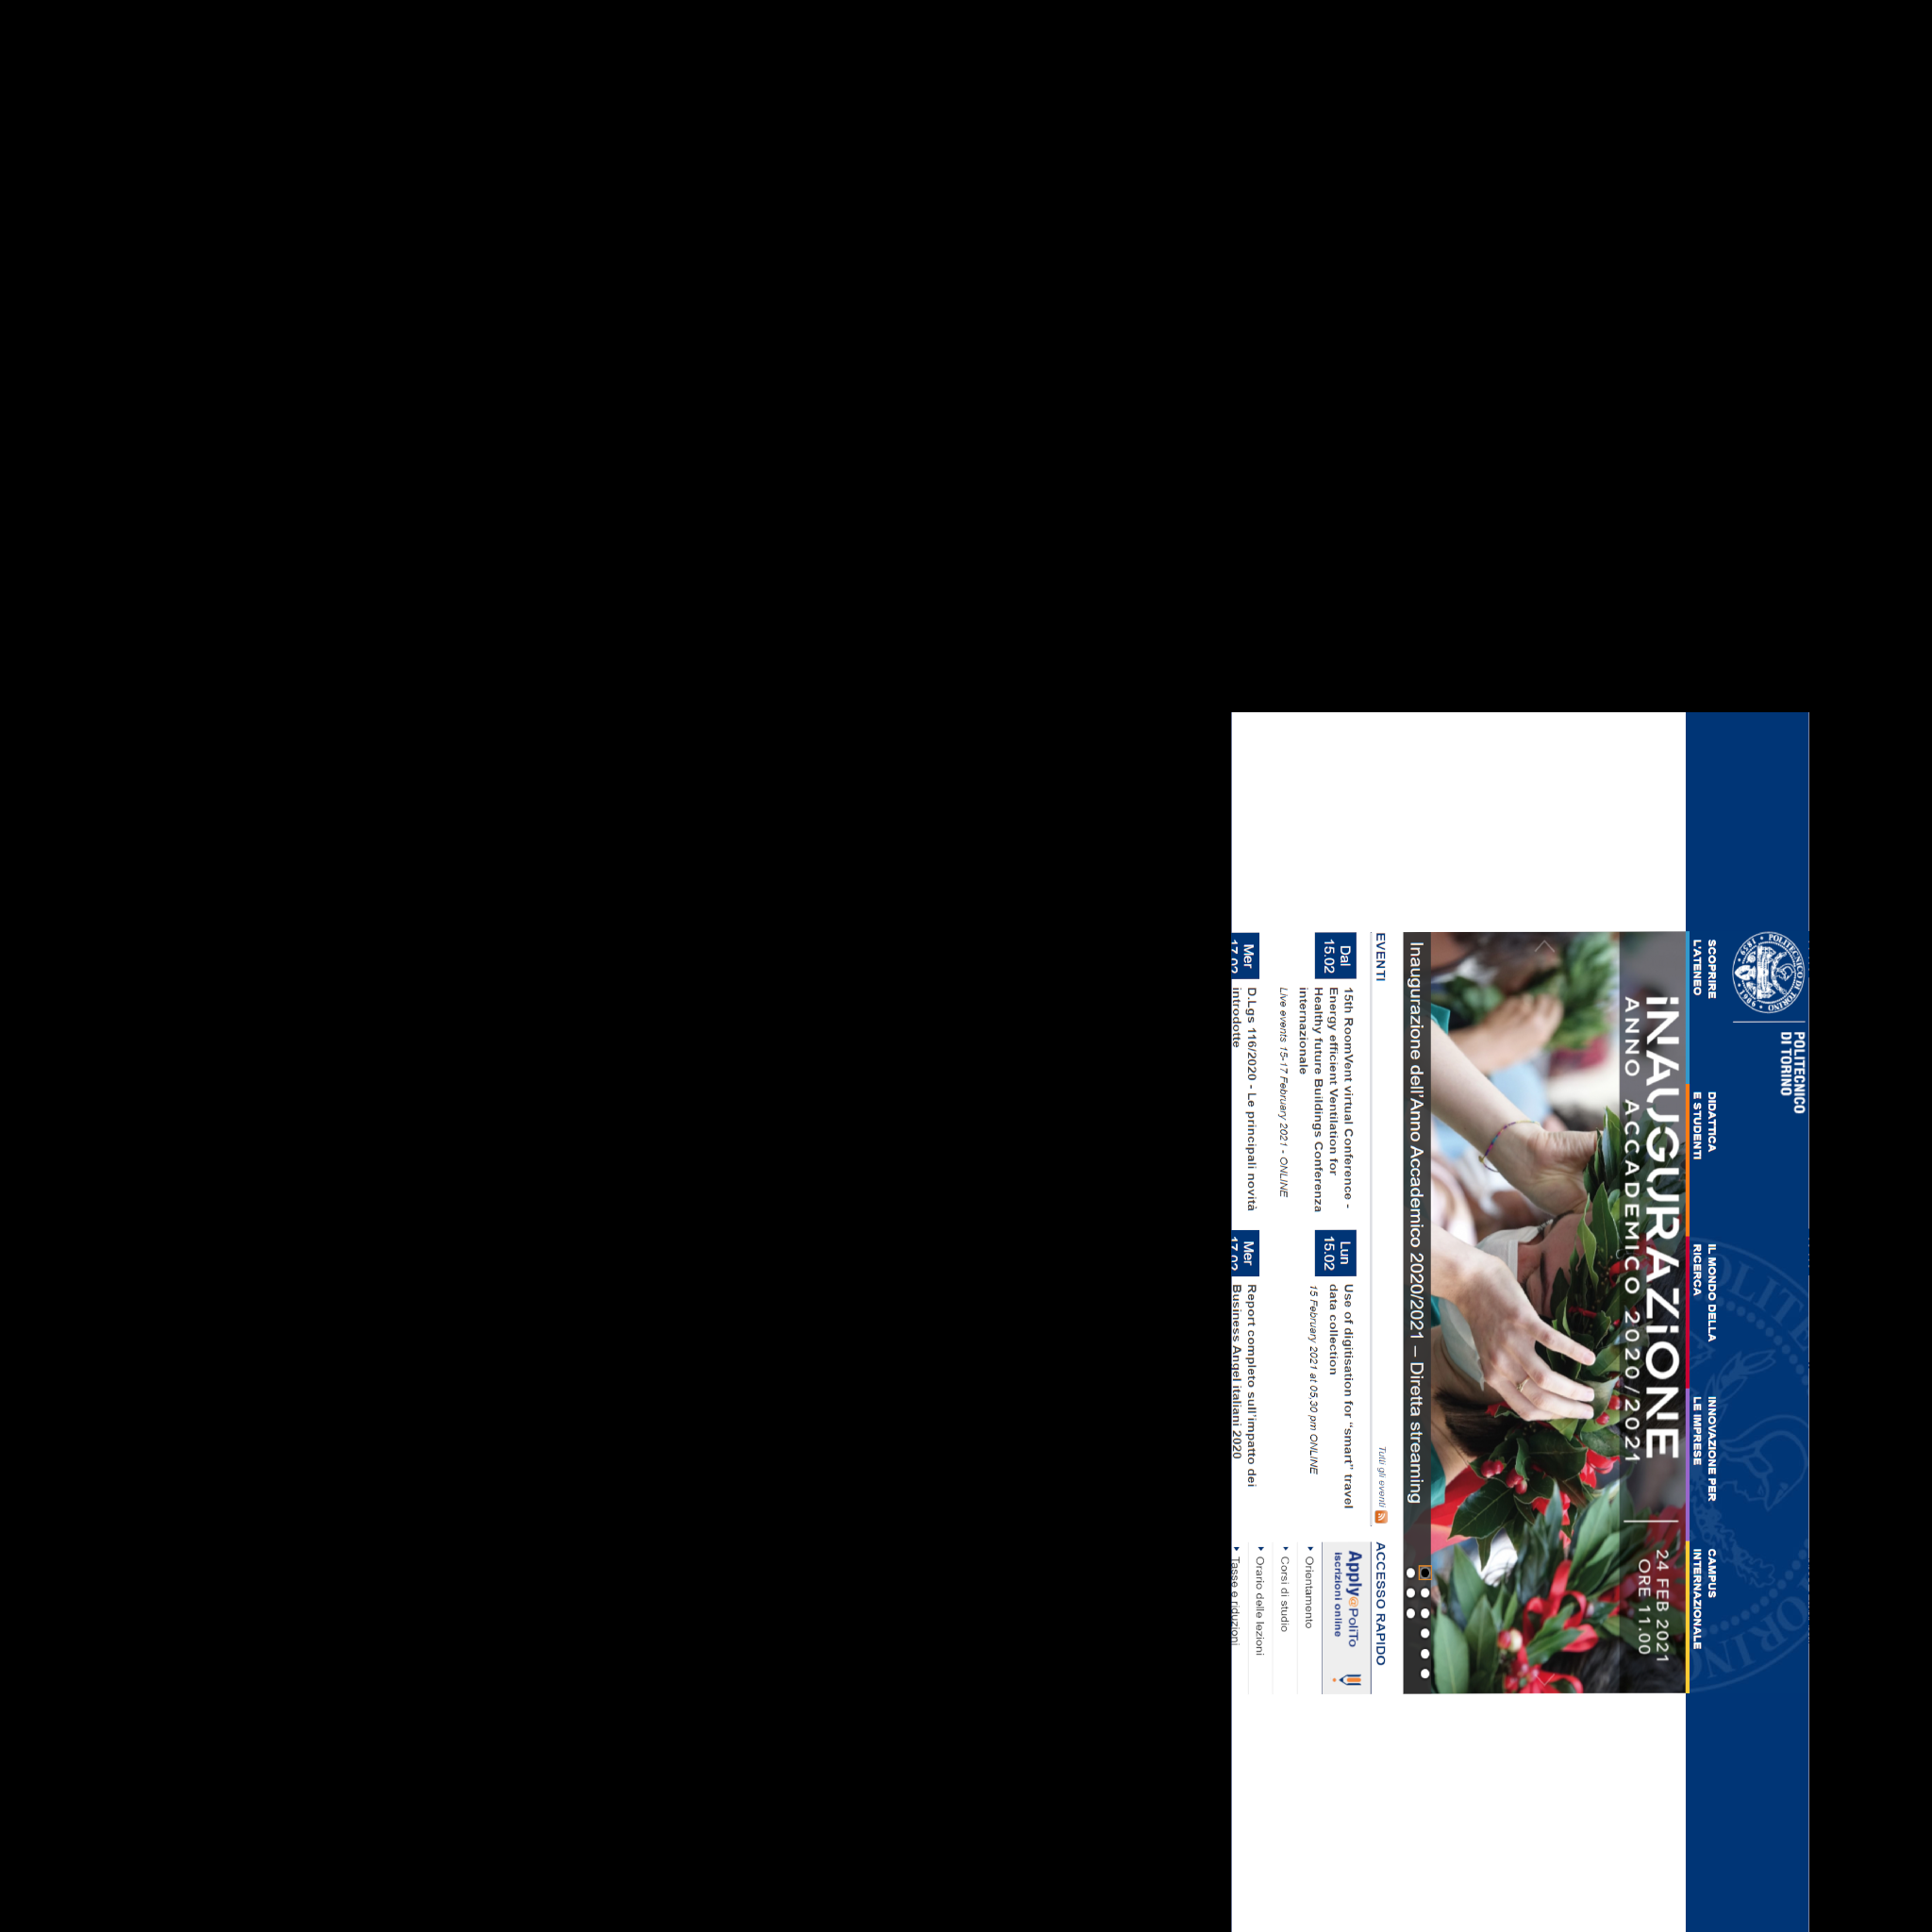 POLITECNICO
DI TORINO
SCOPRIRE
L'ATENEO
DIDATTICA
E STUDENTI
IL MONDO DELLA
RICERCA
INNOVAZIONE PER
LE IMPRESE
CAMPUS
INTERNAZIONALE
iNAUGURAZiONE
ANNO ACCADEMICO 2020/2021
24 FEB 2021
ORE 11.00
Inaugurazione dell'Anno Accademico 2020/2021 – Diretta streaming
EVENTI
Tutti gli eventi
Dal
15.02
15th RoomVent virtual Conference -
Energy efficient Ventilation for
Healthy future Buildings Conferenza
internazionale
Live events 15-17 February 2021 - ONLINE
Lun
15.02
Use of digitisation for “smart” travel
data collection
15 February 2021 at 05,30 pm ONLINE
Mer
17.02
D.Lgs 116/2020 - Le principali novità
introdotte
Mer
17.02
Report completo sull'impatto dei
Business Angel italiani 2020
ACCESSO RAPIDO
Apply@PoliTo
iscrizioni online
Orientamento
Corsi di studio
Orario delle lezioni
Tasse e riduzioni